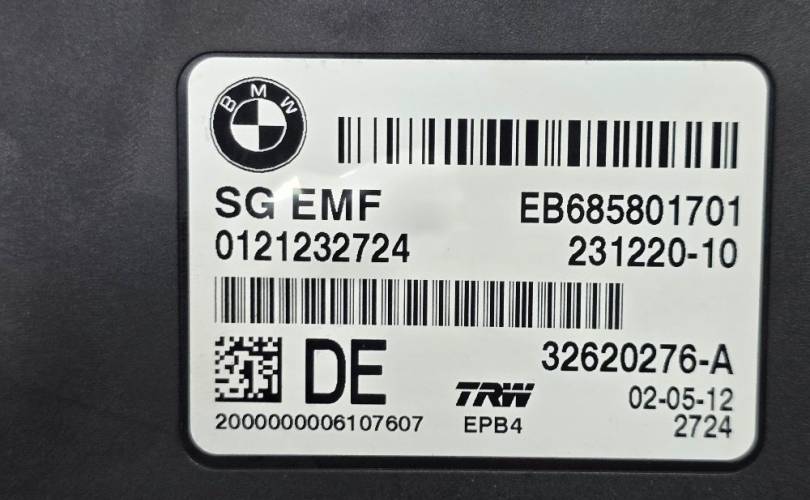 BMW
SG EMF EB685801701
0121232724 231220-10
DE 32620276-A
TRW 02-05-12
2000000006107607 EPB4 2724